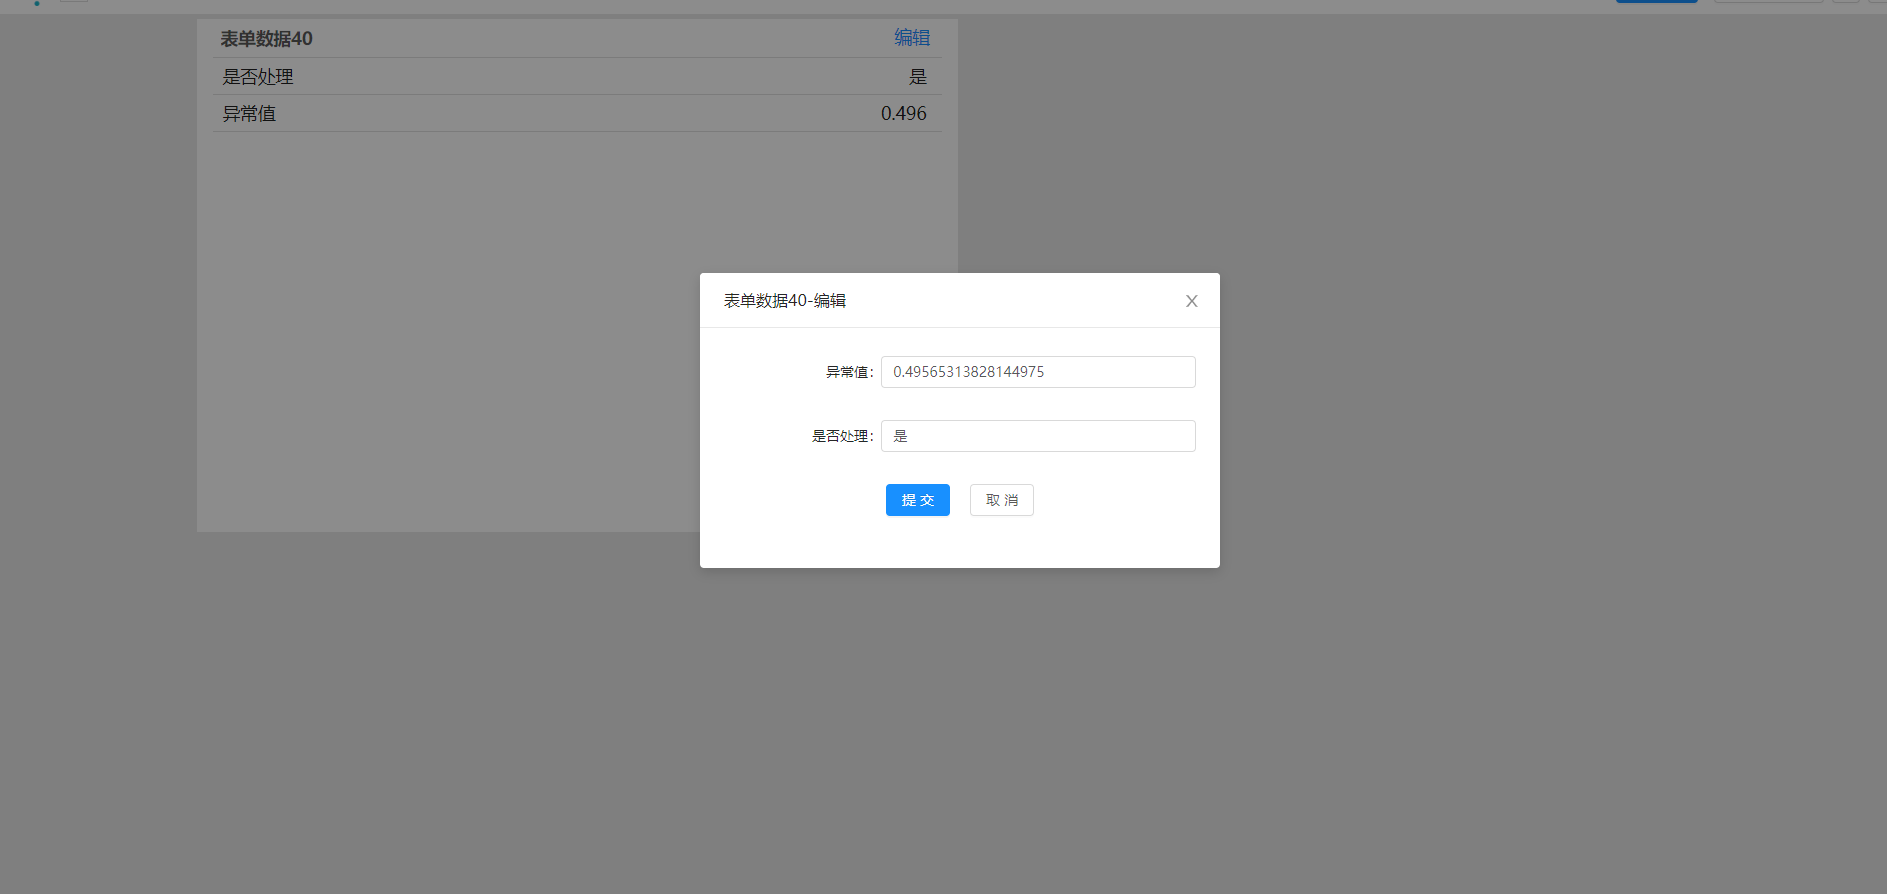 表单数据40 编辑
是否处理 是
异常值 0.496
表单数据40-编辑
异常值: 0.49565313828144975
是否处理: 是
提 交 取 消